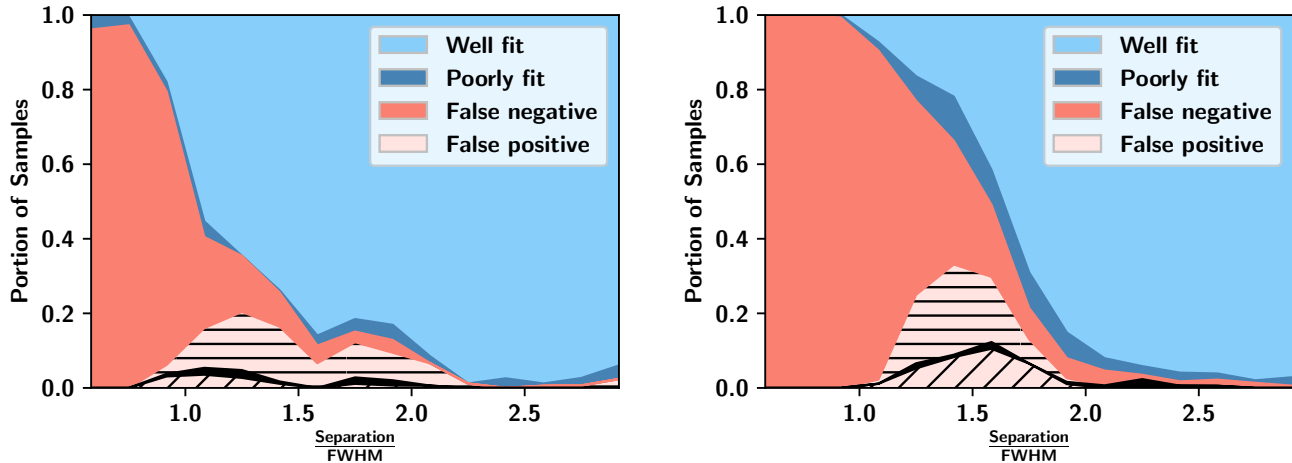 1.0
0.8
0.6
0.4
0.2
0.0
Portion of Samples
Well fit
Poorly fit
False negative
False positive
1.0
1.5
2.0
2.5
Separation
FWHM
1.0
0.8
0.6
0.4
0.2
0.0
Portion of Samples
Well fit
Poorly fit
False negative
False positive
1.0
1.5
2.0
2.5
Separation
FWHM